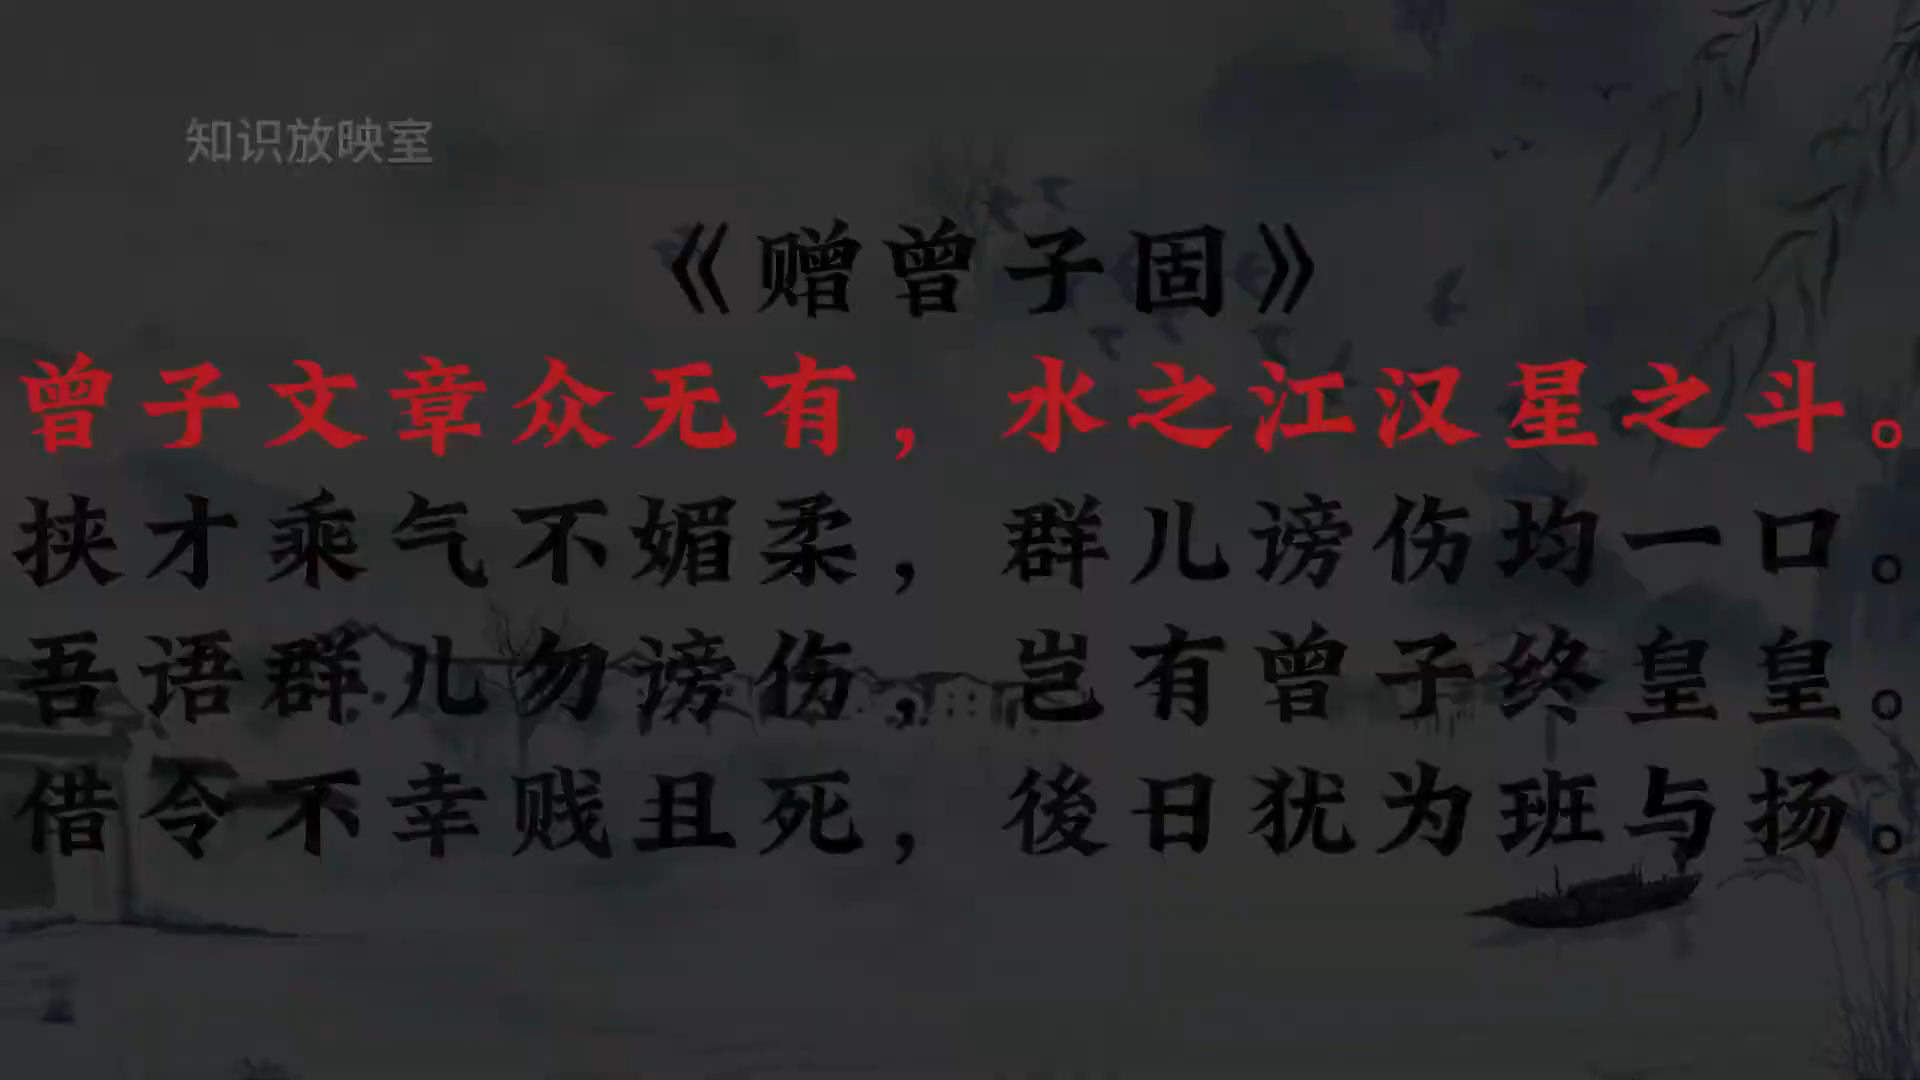 知识放映室
《赠曾子固》
曾子文章众无有，水之江汉星之斗。
挟才乘气不媚柔，群儿谤伤均一口。
吾语群儿勿谤伤，岂有曾子终皇皇。
借令不幸贱且死，後日犹为班与扬。